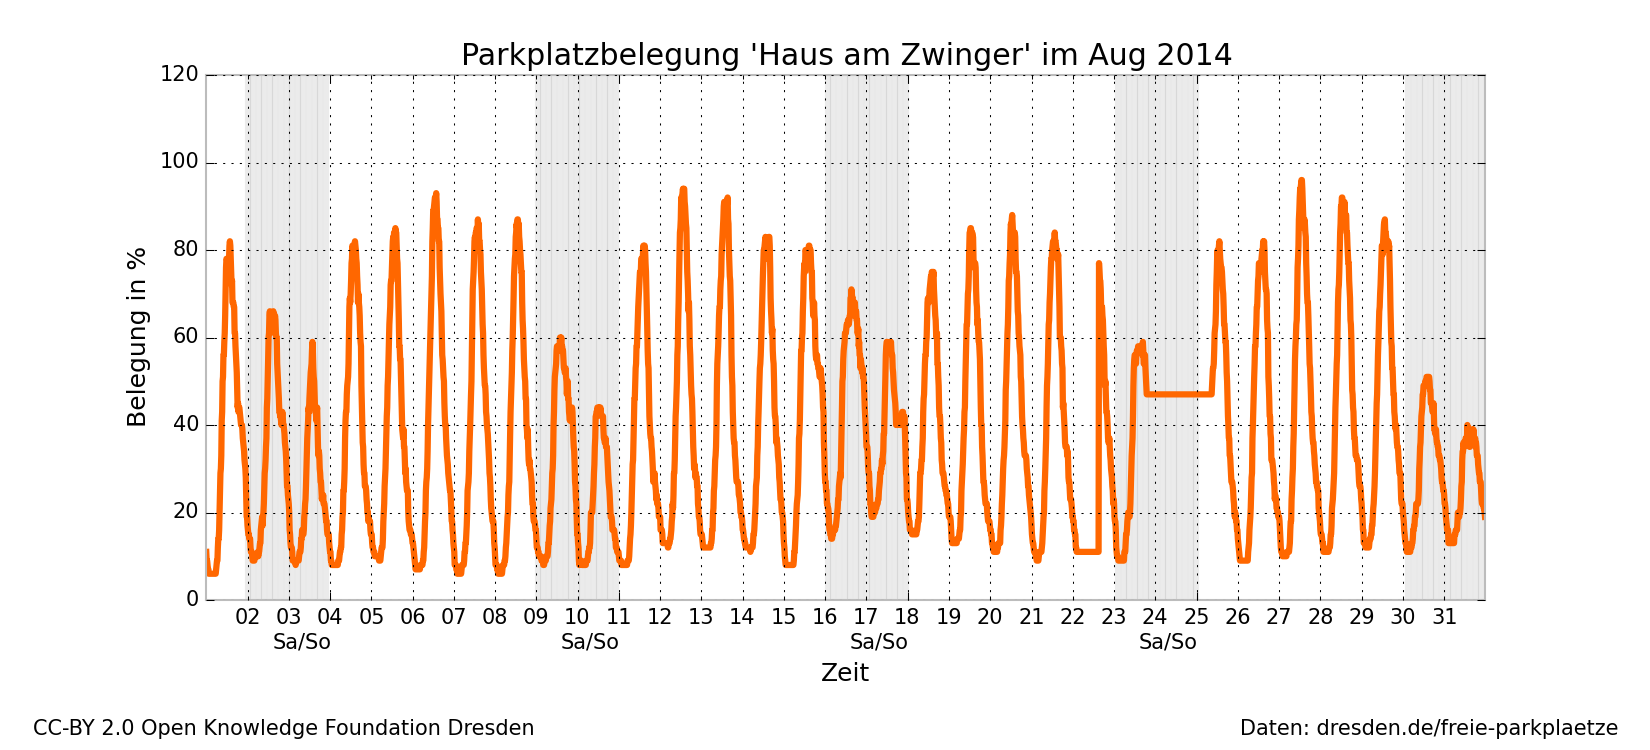 Parkplatzbelegung 'Haus am Zwinger' im Aug 2014
120
100
80
60
40
20
0
Belegung in %
02 03 04 05 06 07 08 09 10 11 12 13 14 15 16 17 18 19 20 21 22 23 24 25 26 27 28 29 30 31
Sa/So Sa/So Sa/So Sa/So
Zeit
CC-BY 2.0 Open Knowledge Foundation Dresden
Daten: dresden.de/freie-parkplaetze